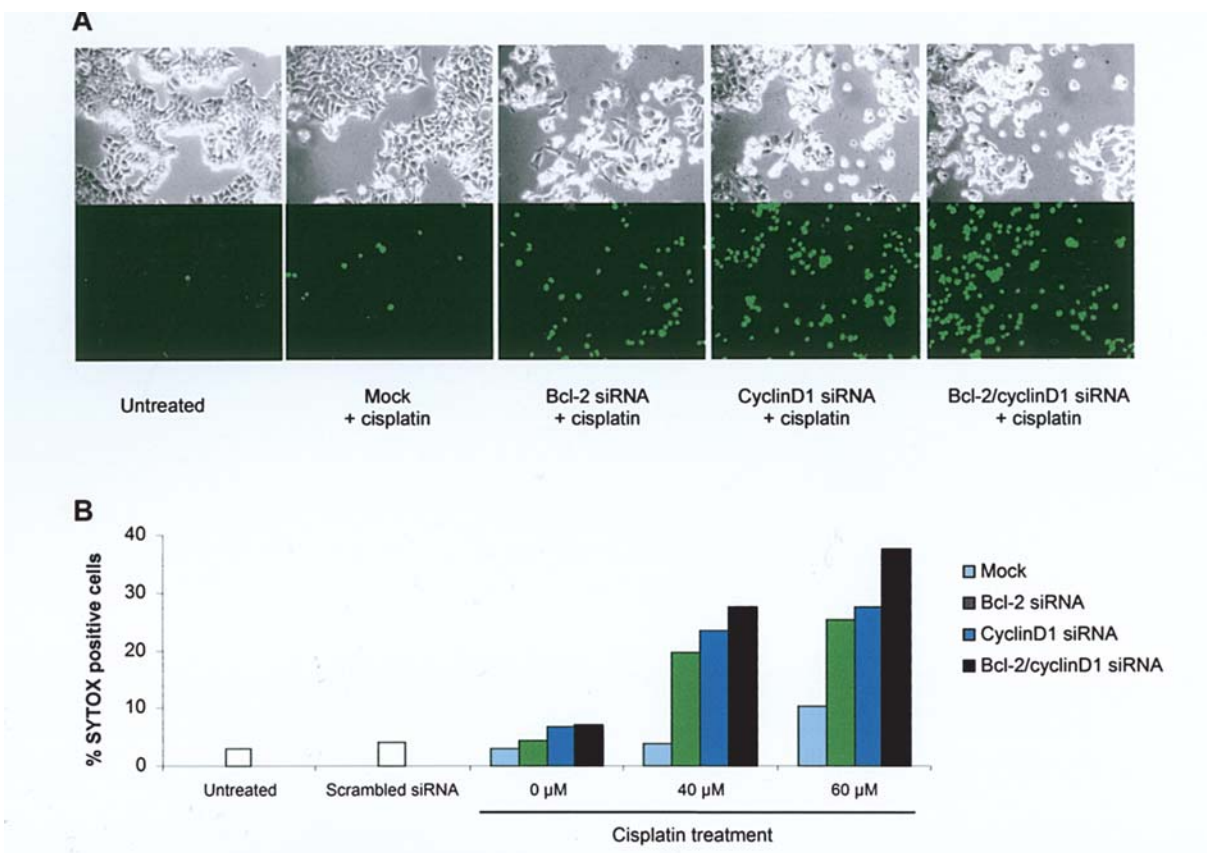 A
Untreated
Mock
+ cisplatin
Bcl-2 siRNA
+ cisplatin
CyclinD1 siRNA
+ cisplatin
Bcl-2/cyclinD1 siRNA
+ cisplatin
B
% SYTOX positive cells
40
30
20
10
0
Untreated
Scrambled siRNA
0 µM
40 µM
60 µM
Cisplatin treatment
Mock
Bcl-2 siRNA
CyclinD1 siRNA
Bcl-2/cyclinD1 siRNA